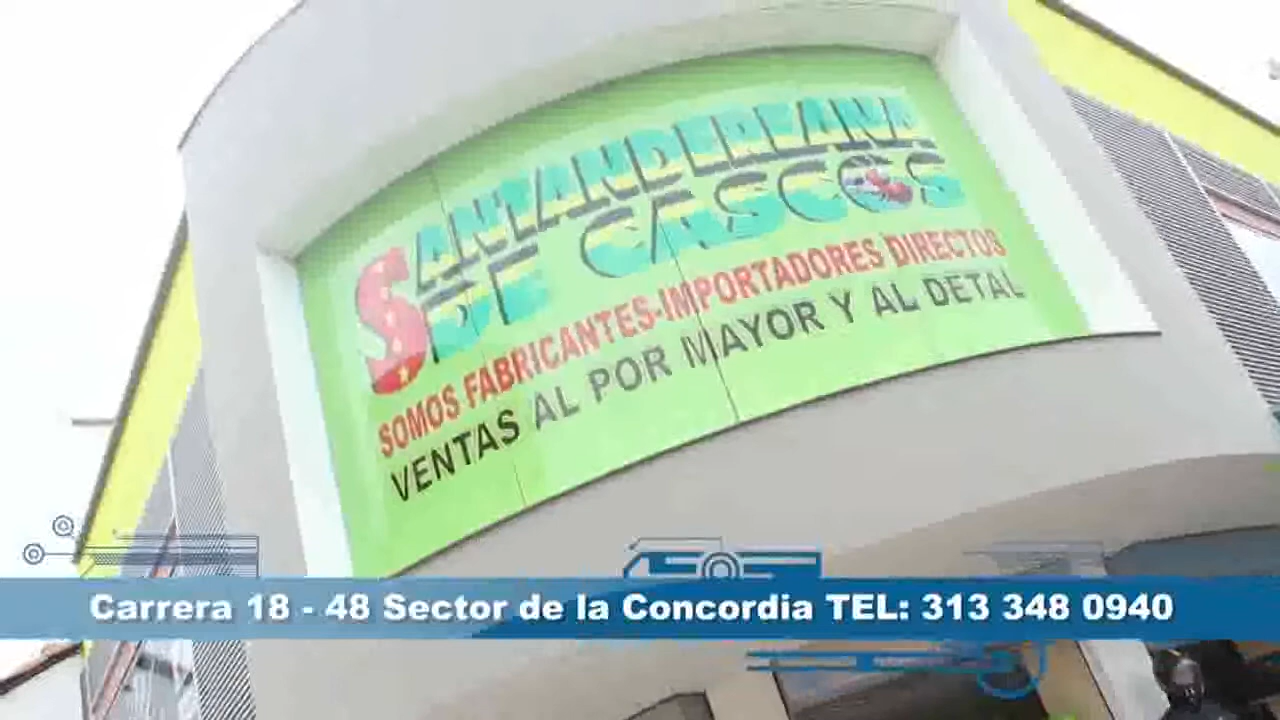 SANTANDEREANA
DE CASCOS
SOMOS FABRICANTES-IMPORTADORES DIRECTOS
VENTAS AL POR MAYOR Y AL DETAL
Carrera 18 - 48 Sector de la Concordia TEL: 313 348 0940